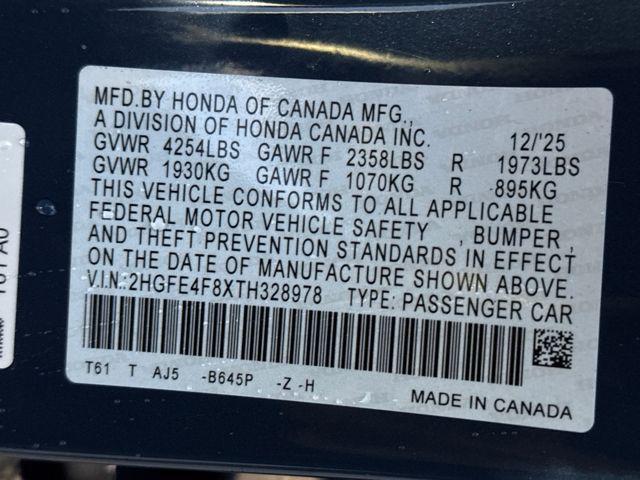 MFD.BY HONDA OF CANADA MFG.,
A DIVISION OF HONDA CANADA INC. 12/'25
GVWR 4254LBS GAWR F 2358LBS R 1973LBS
GVWR 1930KG GAWR F 1070KG R 895KG
THIS VEHICLE CONFORMS TO ALL APPLICABLE
FEDERAL MOTOR VEHICLE SAFETY , BUMPER,
AND THEFT PREVENTION STANDARDS IN EFFECT
ON THE DATE OF MANUFACTURE SHOWN ABOVE.
V.I.N.:2HGFE4F8XTH328978 TYPE: PASSENGER CAR
T61 T AJ5 -B645P -Z -H
MADE IN CANADA